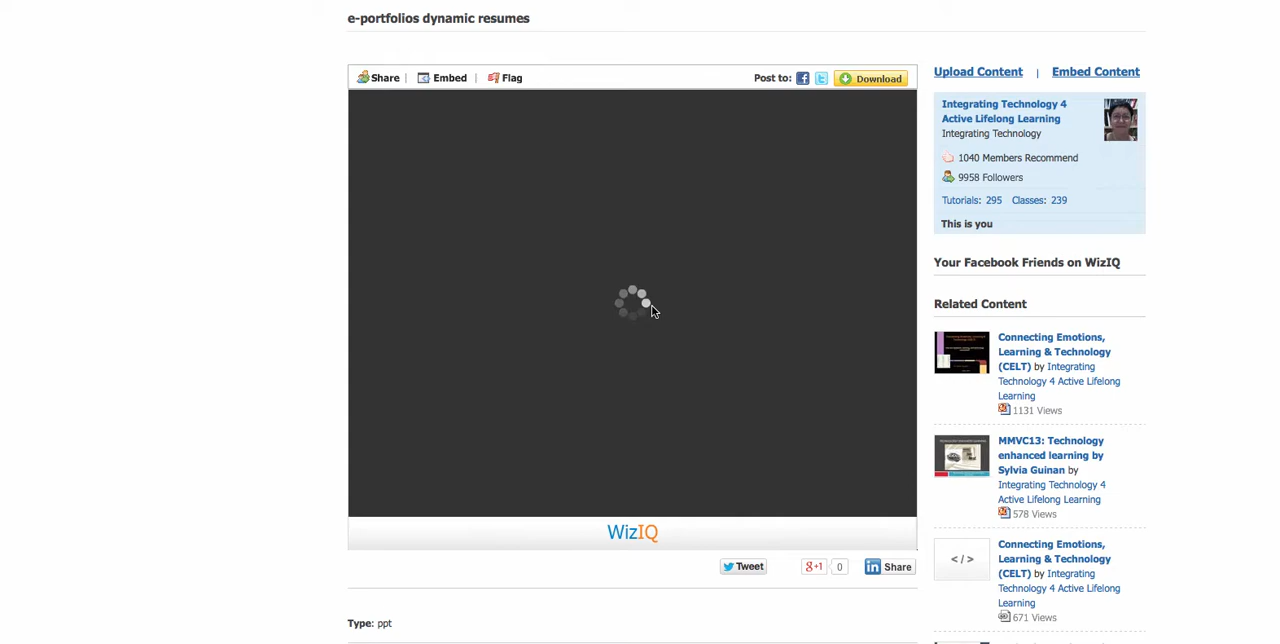 e-portfolios dynamic resumes
Share | Embed | Flag
Post to: Download
Upload Content | Embed Content
Integrating Technology 4
Active Lifelong Learning
Integrating Technology
1040 Members Recommend
9958 Followers
Tutorials: 295 Classes: 239
This is you
Your Facebook Friends on WizIQ
Related Content
Connecting Emotions,
Learning & Technology
(CELT) by Integrating
Technology 4 Active Lifelong
Learning
1131 Views
MMVC13: Technology
enhanced learning by
Sylvia Guinan by
Integrating Technology 4
Active Lifelong Learning
578 Views
</>
Connecting Emotions,
Learning & Technology
(CELT) by Integrating
Technology 4 Active Lifelong
Learning
671 Views
WizIQ
Tweet
g+1 0
in Share
Type: ppt